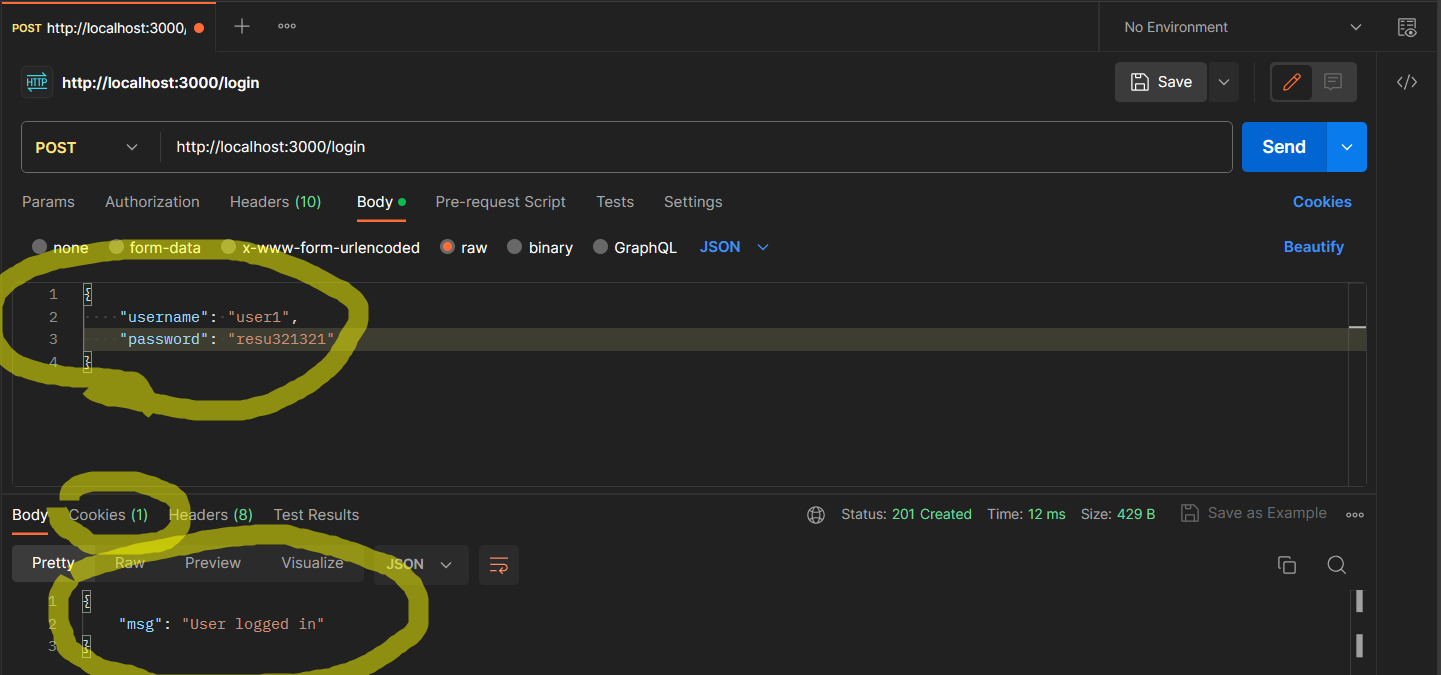 POST http://localhost:3000/
No Environment
HTTP http://localhost:3000/login
Save
POST http://localhost:3000/login
Send
Params Authorization Headers (10) Body Pre-request Script Tests Settings Cookies
none form-data x-www-form-urlencoded raw binary GraphQL JSON Beautify
1 {
2 "username": "user1",
3 "password": "resu321321"
4 }
Body Cookies (1) Headers (8) Test Results Status: 201 Created Time: 12 ms Size: 429 B Save as Example
Pretty Raw Preview Visualize JSON
1 {
2 "msg": "User logged in"
3 }